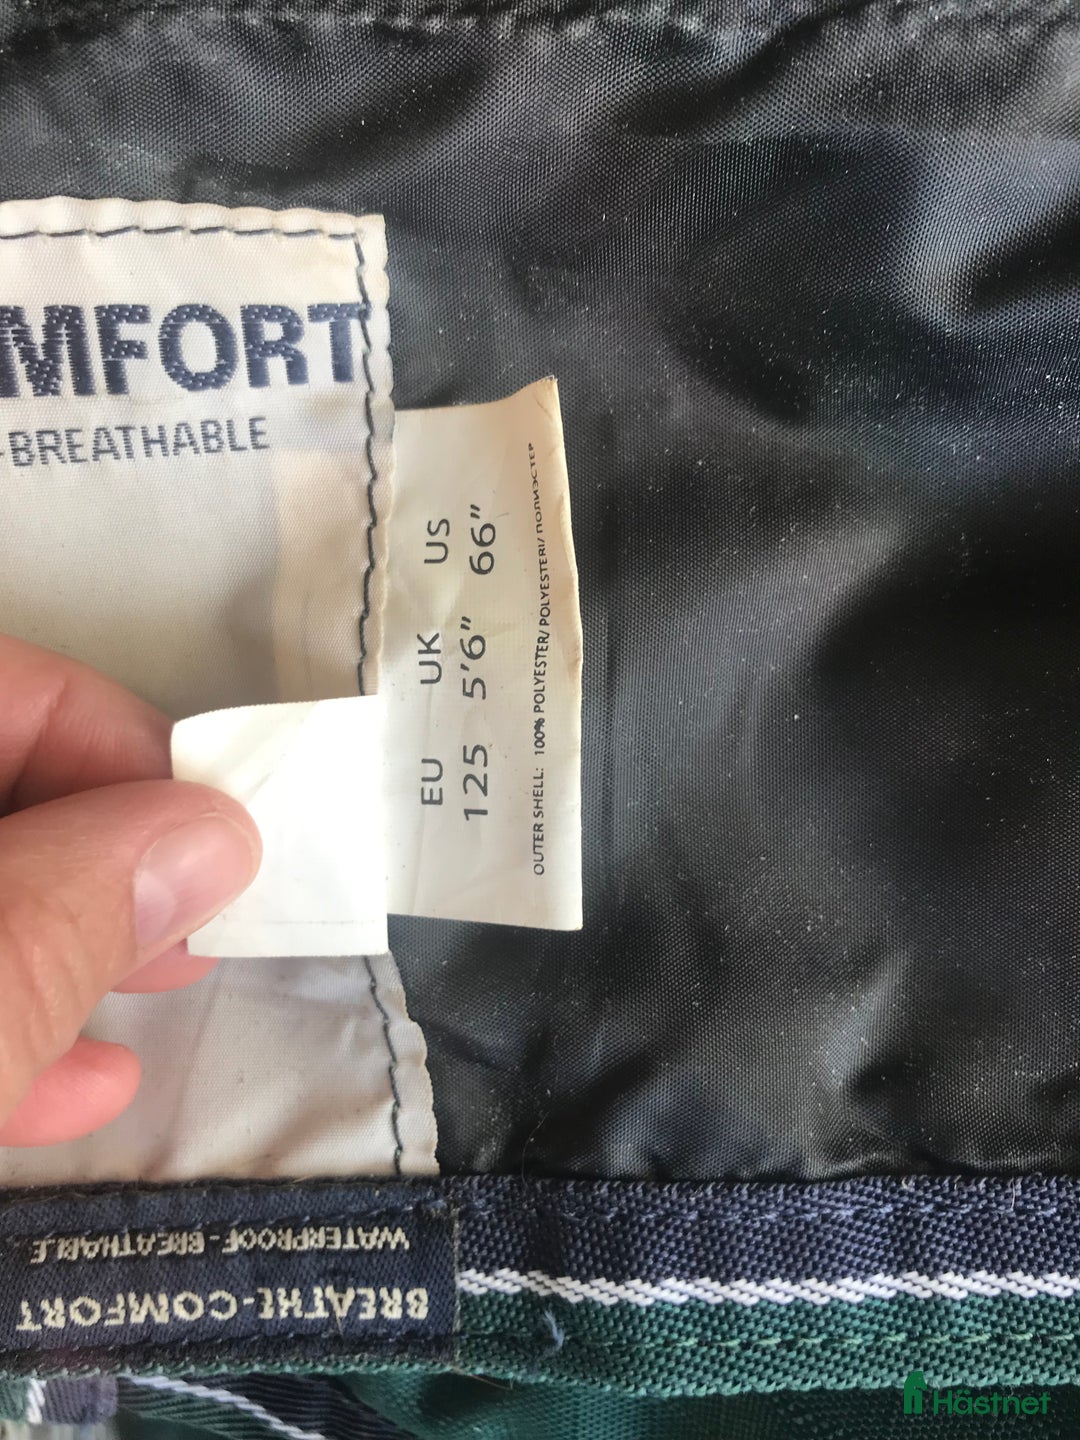 MFORT
-BREATHABLE
EU UK US
125 5'6" 66"
OUTER SHELL: 100% POLYESTER/ POLYESTERI/ ПОЛИЭСТЕР
BREATHE-COMFORT
WATERPROOF-BREATHABLE
Hästnet